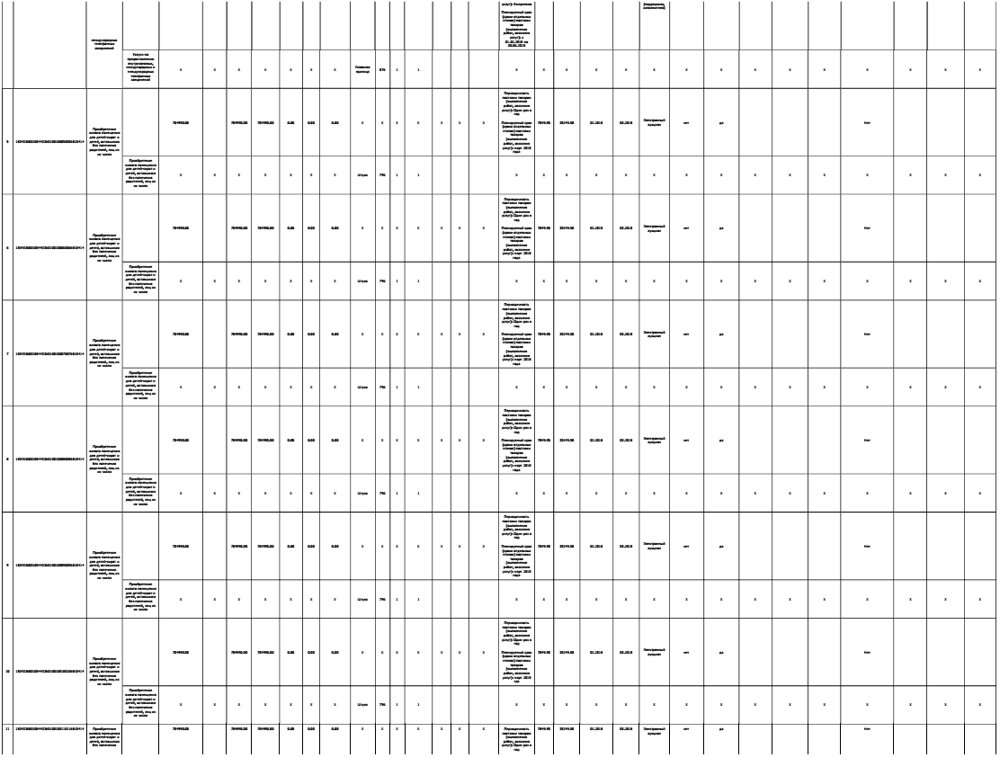 услуг): Ежедневно
Планируемый срок
(сроки отдельных
этапов) поставки
товаров
(выполнения
работ, оказания
услуг): с
по
(подрядчика,
исполнителя)
международных
телефонных
соединений
Услуги по
предоставлению
внутризоновых,
междугородных и
международных
телефонных
соединений
X X X X X X X Условная единица 876 1 1 X X X X X X X X X X X X X X
5
Приобретение
жилого помещения
для детей-сирот и
детей, оставшихся
без попечения
родителей, лиц из
их числа
704990.00 704990.00 704990.00 0.00 0.00 0.00 X X X X X X X
Периодичность
поставки товаров
(выполнения
работ, оказания
услуг): Один раз в
год
Планируемый срок
(сроки отдельных
этапов) поставки
товаров
(выполнения
работ, оказания
услуг): март 2018
года
7049.90 35249.50 02.2018 03.2018 Электронный аукцион нет да Нет
Приобретение
жилого помещения
для детей-сирот и
детей, оставшихся
без попечения
родителей, лиц из
их числа
X X X X X X X Штука 796 1 1 X X X X X X X X X X X X X X
6
Приобретение
жилого помещения
для детей-сирот и
детей, оставшихся
без попечения
родителей, лиц из
их числа
704990.00 704990.00 704990.00 0.00 0.00 0.00 X X X X X X X
Периодичность
поставки товаров
(выполнения
работ, оказания
услуг): Один раз в
год
Планируемый срок
(сроки отдельных
этапов) поставки
товаров
(выполнения
работ, оказания
услуг): март 2018
года
7049.90 35249.50 02.2018 03.2018 Электронный аукцион нет да Нет
Приобретение
жилого помещения
для детей-сирот и
детей, оставшихся
без попечения
родителей, лиц из
их числа
X X X X X X X Штука 796 1 1 X X X X X X X X X X X X X X
7
Приобретение
жилого помещения
для детей-сирот и
детей, оставшихся
без попечения
родителей, лиц из
их числа
704990.00 704990.00 704990.00 0.00 0.00 0.00 X X X X X X X
Периодичность
поставки товаров
(выполнения
работ, оказания
услуг): Один раз в
год
Планируемый срок
(сроки отдельных
этапов) поставки
товаров
(выполнения
работ, оказания
услуг): март 2018
года
7049.90 35249.50 02.2018 03.2018 Электронный аукцион нет да Нет
Приобретение
жилого помещения
для детей-сирот и
детей, оставшихся
без попечения
родителей, лиц из
их числа
X X X X X X X Штука 796 1 1 X X X X X X X X X X X X X X
8
Приобретение
жилого помещения
для детей-сирот и
детей, оставшихся
без попечения
родителей, лиц из
их числа
704990.00 704990.00 704990.00 0.00 0.00 0.00 X X X X X X X
Периодичность
поставки товаров
(выполнения
работ, оказания
услуг): Один раз в
год
Планируемый срок
(сроки отдельных
этапов) поставки
товаров
(выполнения
работ, оказания
услуг): март 2018
года
7049.90 35249.50 02.2018 03.2018 Электронный аукцион нет да Нет
Приобретение
жилого помещения
для детей-сирот и
детей, оставшихся
без попечения
родителей, лиц из
их числа
X X X X X X X Штука 796 1 1 X X X X X X X X X X X X X X
9
Приобретение
жилого помещения
для детей-сирот и
детей, оставшихся
без попечения
родителей, лиц из
их числа
704990.00 704990.00 704990.00 0.00 0.00 0.00 X X X X X X X
Периодичность
поставки товаров
(выполнения
работ, оказания
услуг): Один раз в
год
Планируемый срок
(сроки отдельных
этапов) поставки
товаров
(выполнения
работ, оказания
услуг): март 2018
года
7049.90 35249.50 02.2018 03.2018 Электронный аукцион нет да Нет
Приобретение
жилого помещения
для детей-сирот и
детей, оставшихся
без попечения
родителей, лиц из
их числа
X X X X X X X Штука 796 1 1 X X X X X X X X X X X X X X
10
Приобретение
жилого помещения
для детей-сирот и
детей, оставшихся
без попечения
родителей, лиц из
их числа
704990.00 704990.00 704990.00 0.00 0.00 0.00 X X X X X X X
Периодичность
поставки товаров
(выполнения
работ, оказания
услуг): Один раз в
год
Планируемый срок
(сроки отдельных
этапов) поставки
товаров
(выполнения
работ, оказания
услуг): март 2018
года
7049.90 35249.50 02.2018 03.2018 Электронный аукцион нет да Нет
Приобретение
жилого помещения
для детей-сирот и
детей, оставшихся
без попечения
родителей, лиц из
их числа
X X X X X X X Штука 796 1 1 X X X X X X X X X X X X X X
11
Приобретение
жилого помещения
для детей-сирот и
детей, оставшихся
без попечения
704990.00 704990.00 704990.00 0.00 0.00 0.00 X X X X X X X
Периодичность
поставки товаров
(выполнения
работ, оказания
услуг): Один раз в
год
7049.90 35249.50 02.2018 03.2018 Электронный аукцион нет да Нет